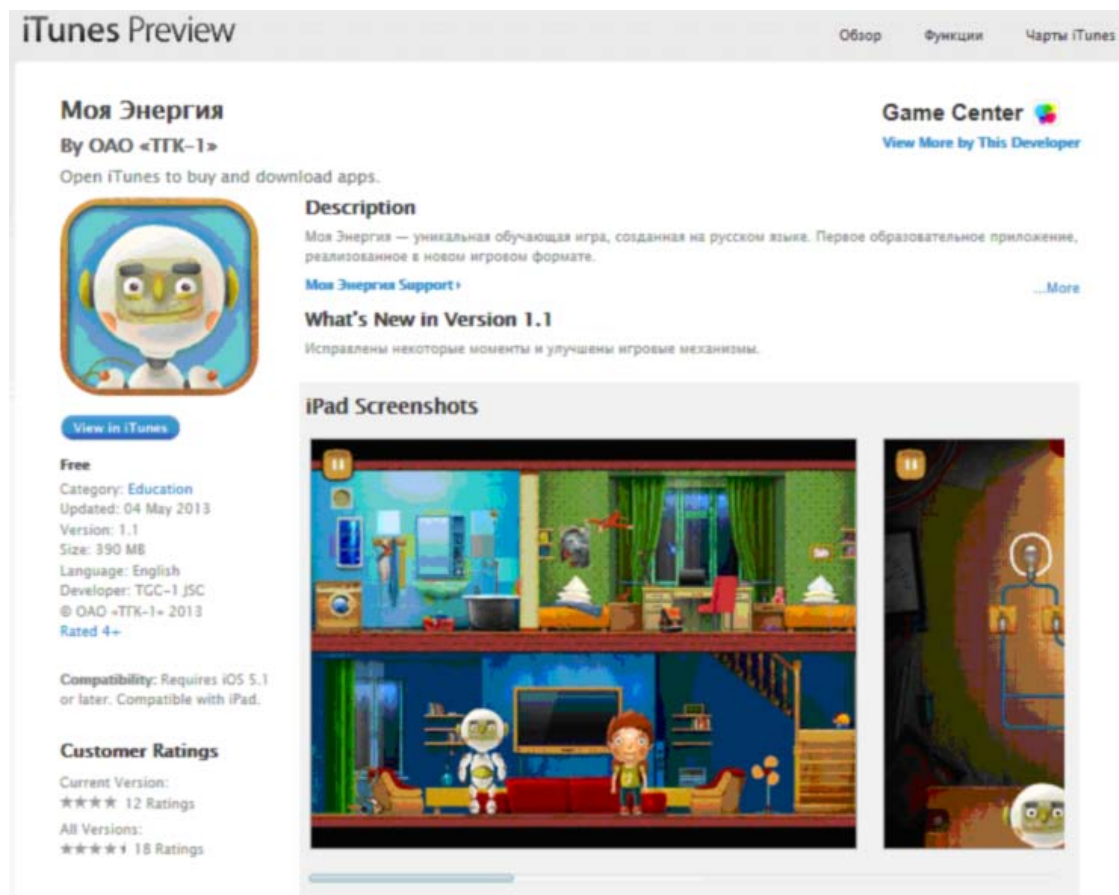 iTunes Preview
Обзор
Функции
Чарты iTunes
Моя Энергия
By ОАО «ТГК-1»
Open iTunes to buy and download apps.
Game Center
View More by This Developer
Description
Моя Энергия — уникальная обучающая игра, созданная на русском языке. Первое образовательное приложение,
реализованное в новом игровом формате.
Моя Энергия Support
...More
What's New in Version 1.1
Исправлены некоторые моменты и улучшены игровые механизмы.
iPad Screenshots
View in iTunes
Free
Category: Education
Updated: 04 May 2013
Version: 1.1
Size: 390 MB
Language: English
Developer: TGC-1 JSC
© ОАО «ТГК-1» 2013
Rated 4+
Compatibility: Requires iOS 5.1
or later. Compatible with iPad.
Customer Ratings
Current Version:
★★★★ 12 Ratings
All Versions:
★★★★ 18 Ratings